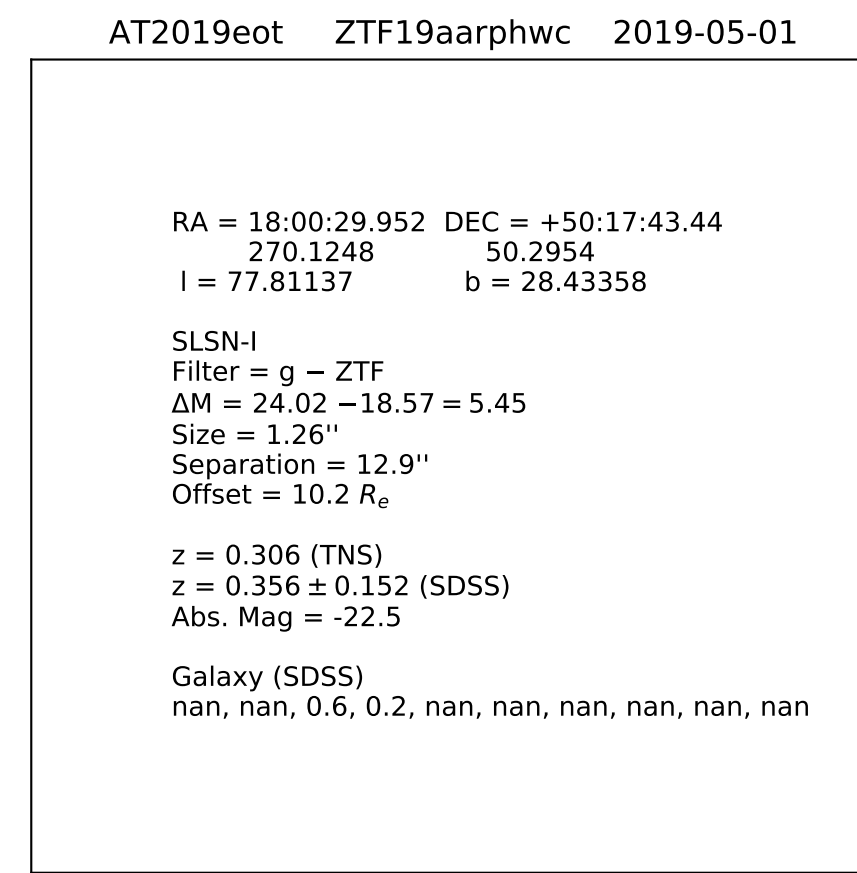 AT2019eot ZTF19aarphwc 2019-05-01
RA = 18:00:29.952 DEC = +50:17:43.44
270.1248 50.2954
l = 77.81137 b = 28.43358
SLSN-I
Filter = g − ZTF
ΔM = 24.02 −18.57 = 5.45
Size = 1.26''
Separation = 12.9''
Offset = 10.2 Rₑ
z = 0.306 (TNS)
z = 0.356 ± 0.152 (SDSS)
Abs. Mag = -22.5
Galaxy (SDSS)
nan, nan, 0.6, 0.2, nan, nan, nan, nan, nan, nan